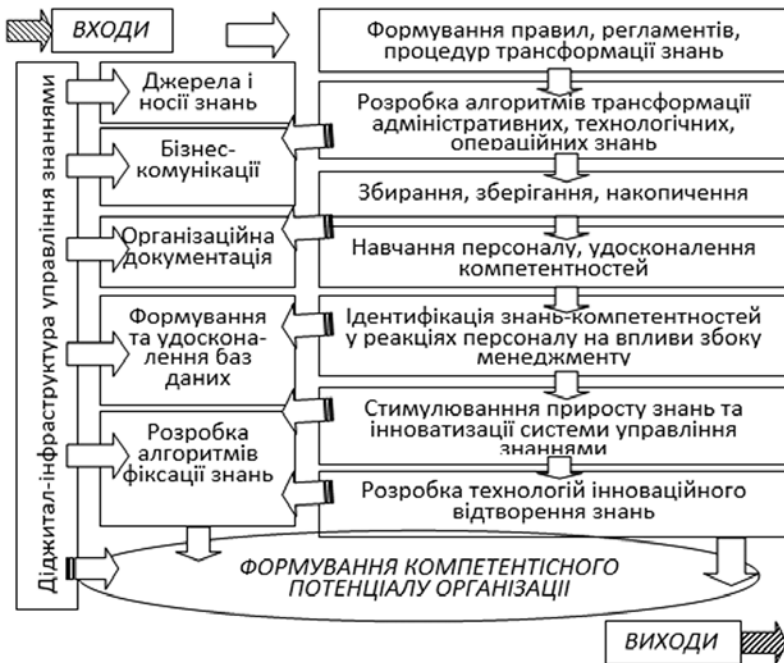 ВХОДИ
Діджитал-інфраструктура управління знаннями
Джерела і
носії знань
Бізнес-
комунікації
Організаційна
документація
Формування
та удоскона-
лення баз
даних
Розробка
алгоритмів
фіксації знань
Формування правил, регламентів,
процедур трансформації знань
Розробка алгоритмів трансформації
адміністративних, технологічних,
операційних знань
Збирання, зберігання, накопичення
Навчання персоналу, удосконалення
компетентностей
Ідентифікація знань-компетентностей
у реакціях персоналу на впливи збоку
менеджменту
Стимулюванння приросту знань та
інноватизації системи управління
знаннями
Розробка технологій інноваційного
відтворення знань
ФОРМУВАННЯ КОМПЕТЕНТІСНОГО
ПОТЕНЦІАЛУ ОРГАНІЗАЦІЇ
ВИХОДИ